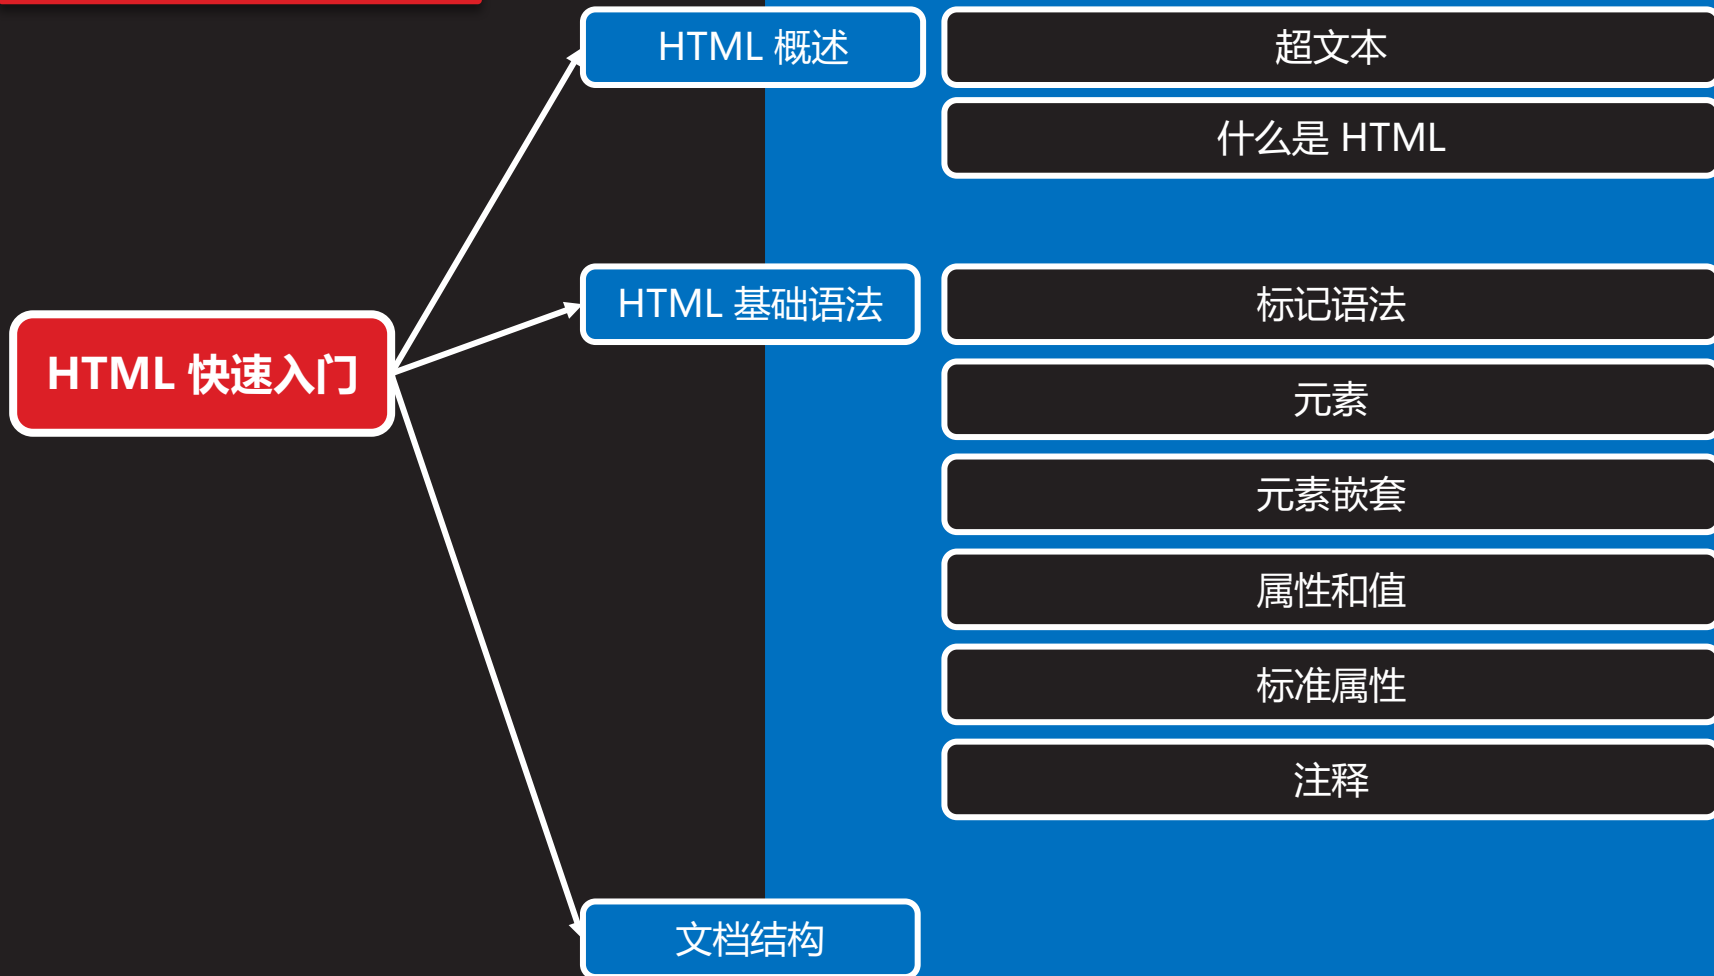 HTML 概述
超文本
什么是 HTML
HTML 基础语法
标记语法
HTML 快速入门
元素
元素嵌套
属性和值
标准属性
注释
文档结构